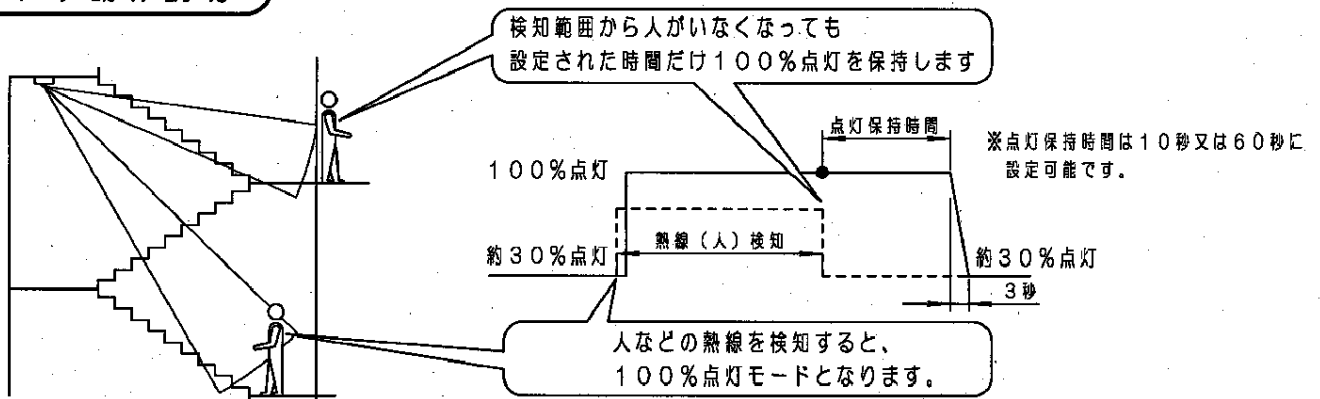 検知範囲から人がいなくなっても
設定された時間だけ100%点灯を保持します
点灯保持時間
※点灯保持時間は10秒又は60秒に
設定可能です。
100%点灯
熱線(人)検知
約30%点灯
約30%点灯
3秒
人などの熱線を検知すると、
100%点灯モードとなります。